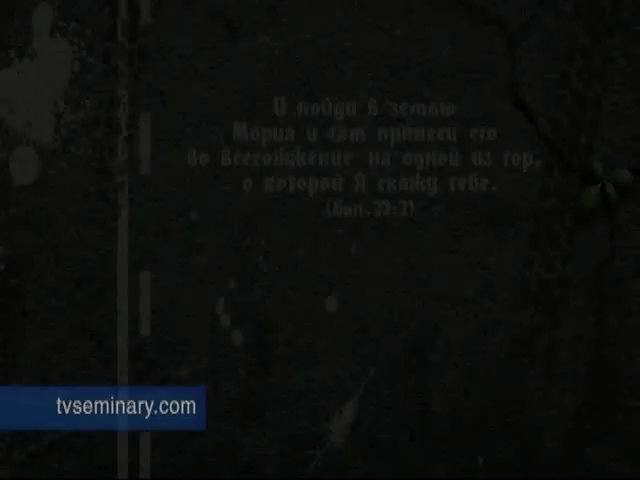 И пойди в землю
Мориа и там принеси его
во всесожжение на одной из гор,
о которой Я скажу тебе.
(Быт. 22:2)
tvseminary.com